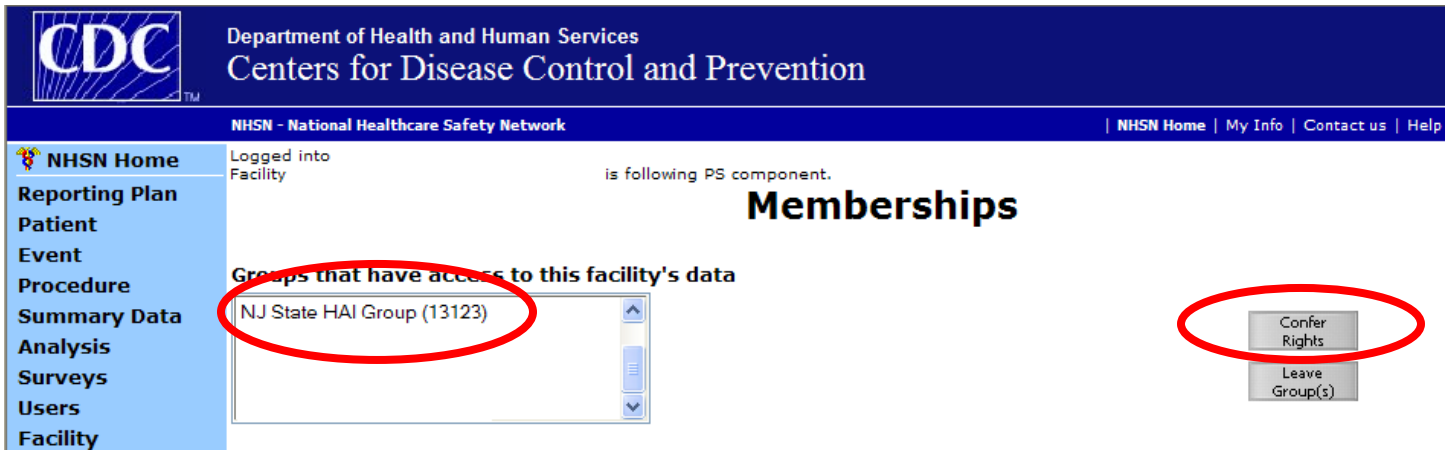 CDC TM
Department of Health and Human Services
Centers for Disease Control and Prevention
NHSN - National Healthcare Safety Network
| NHSN Home | My Info | Contact us | Help
NHSN Home
Reporting Plan
Patient
Event
Procedure
Summary Data
Analysis
Surveys
Users
Facility
Logged into
Facility is following PS component.
Memberships
Groups that have access to this facility's data
NJ State HAI Group (13123)
Confer
Rights
Leave
Group(s)